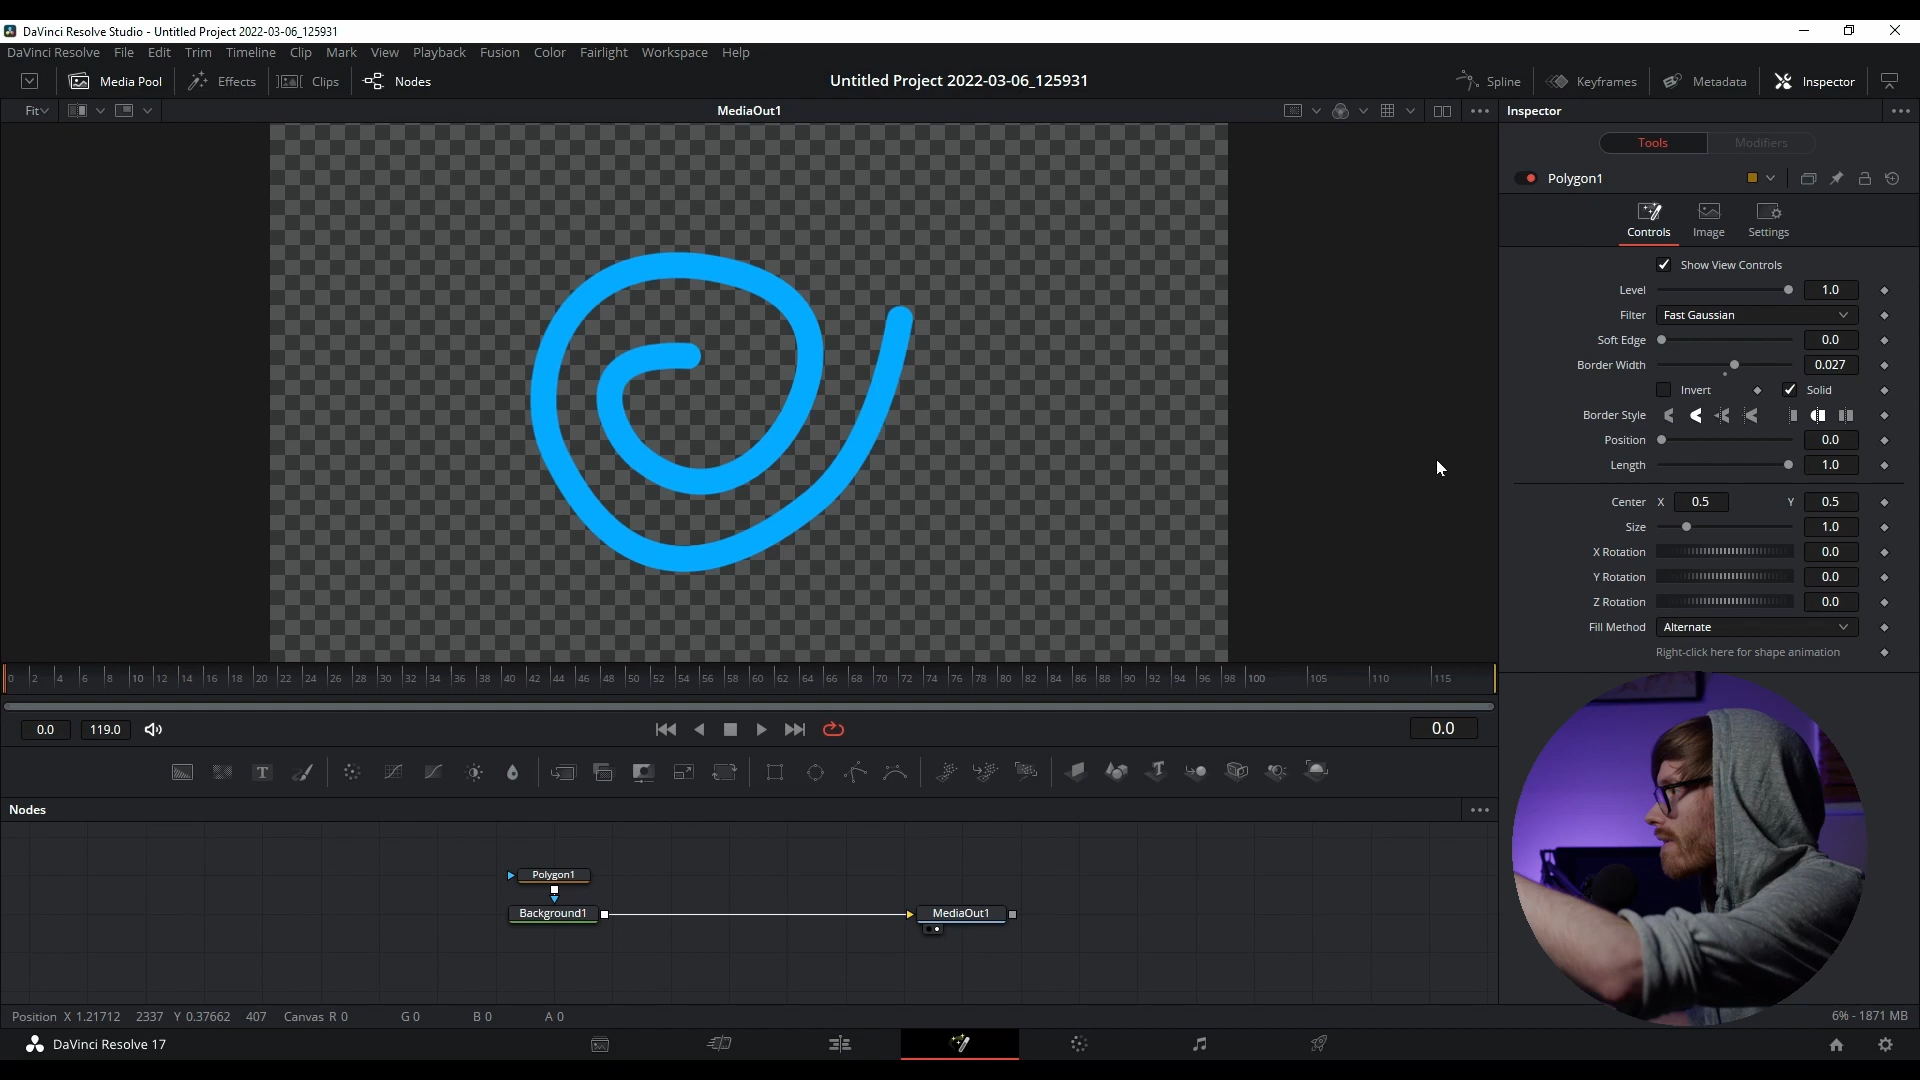 DaVinci Resolve Studio - Untitled Project 2022-03-06_125931
DaVinci Resolve File Edit Trim Timeline Clip Mark View Playback Fusion Color Fairlight Workspace Help
Media Pool Effects Clips Nodes Untitled Project 2022-03-06_125931 Spline Keyframes Metadata Inspector
Fit MediaOut1 Inspector
Tools Modifiers
Polygon1
Controls Image Settings
Show View Controls
Level 1.0
Filter Fast Gaussian
Soft Edge 0.0
Border Width 0.027
Invert Solid
Border Style
Position 0.0
Length 1.0
Center X 0.5 Y 0.5
Size 1.0
X Rotation 0.0
Y Rotation 0.0
Z Rotation 0.0
Fill Method Alternate
Right-click here for shape animation
0 2 4 6 8 10 12 14 16 18 20 22 24 26 28 30 32 34 36 38 40 42 44 46 48 50 52 54 56 58 60 62 64 66 68 70 72 74 76 78 80 82 84 86 88 90 92 94 96 98 100 105 110 115
0.0 119.0 0.0
T T
Nodes
Polygon1
Background1 MediaOut1
Position X 1.21712 2337 Y 0.37662 407 Canvas R 0 G 0 B 0 A 0 6% - 1871 MB
DaVinci Resolve 17